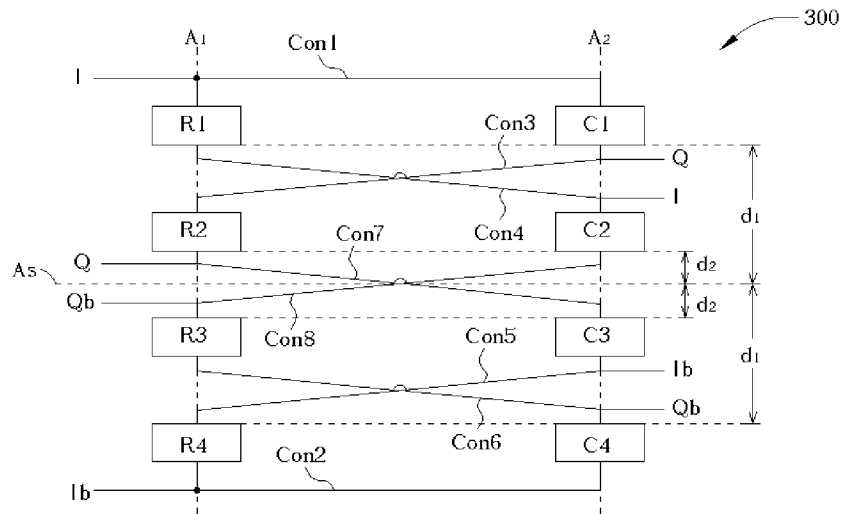 300
A1
A2
Con1
I
R1
C1
Con3
Q
I
d1
R2
C2
Con4
Q
Con7
d2
As
Qb
d2
R3
C3
Con8
Con5
Ib
d1
Qb
R4
C4
Con6
Con2
Ib